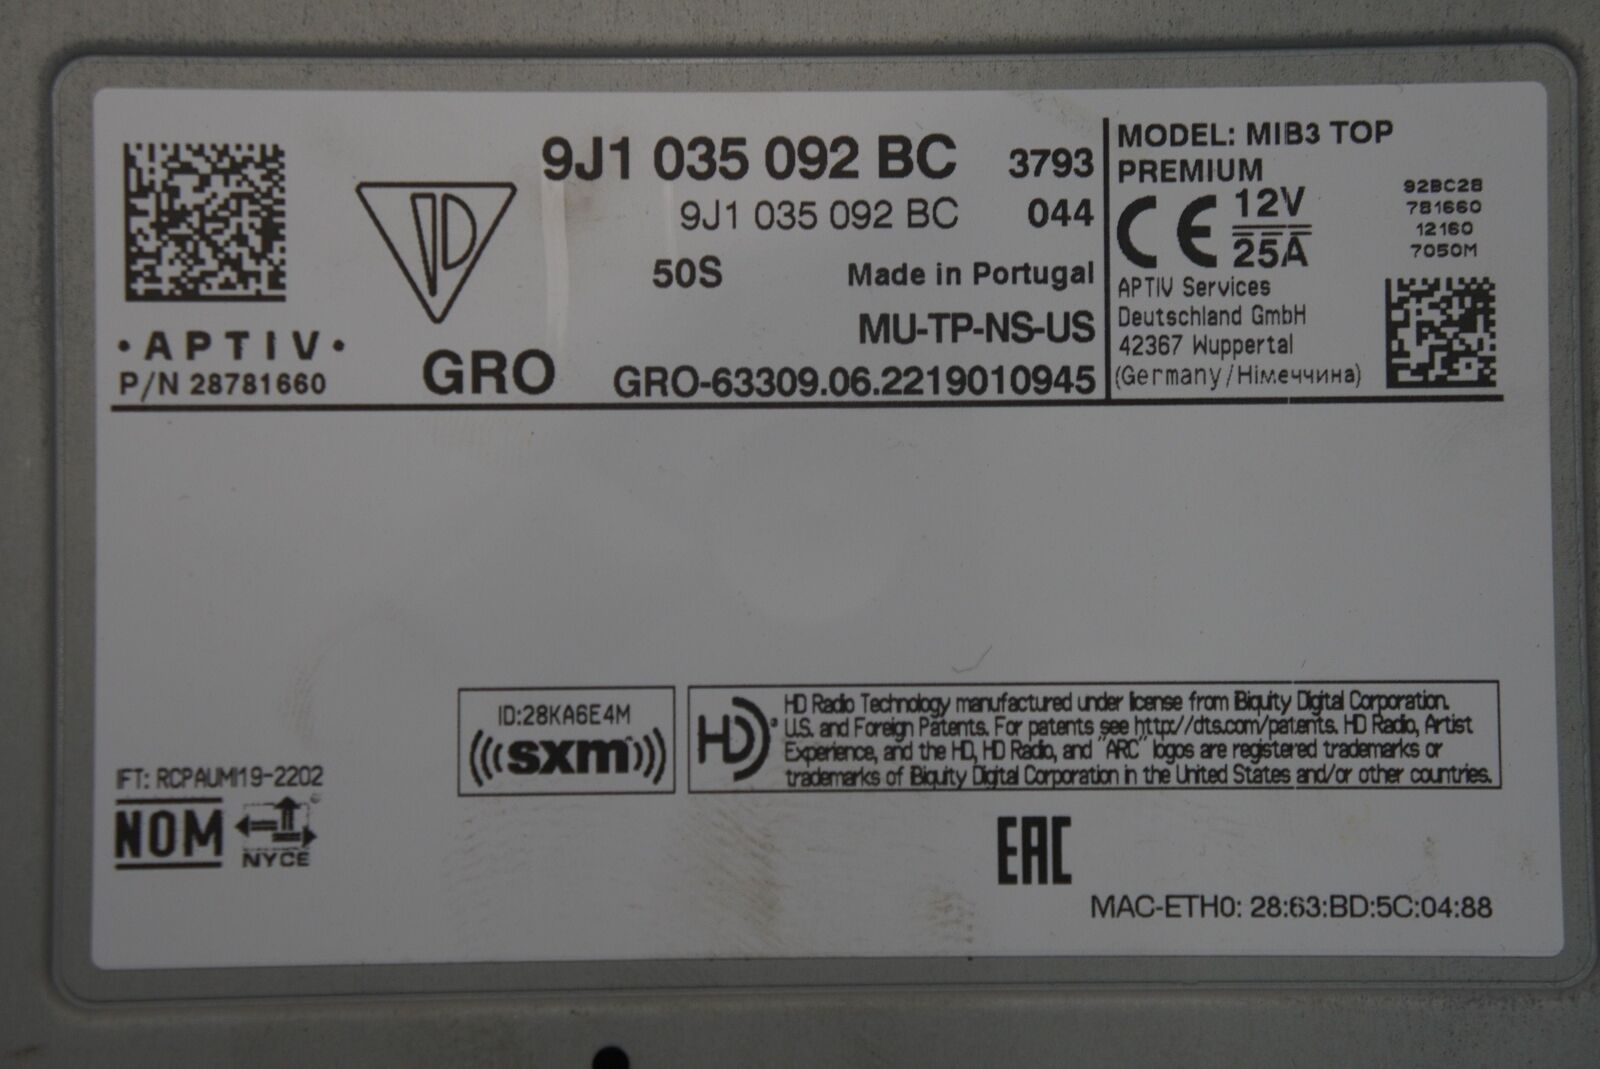 9J1 035 092 BC 3793
9J1 035 092 BC 044
50S Made in Portugal
MU-TP-NS-US
GRO GRO-63309.06.2219010945
·APTIV·
P/N 28781660
MODEL: MIB3 TOP
PREMIUM
CE 12V
25A
APTIV Services
Deutschland GmbH
42367 Wuppertal
(Germany/Німеччина)
92BC28
781660
12160
7050M
ID:28KA6E4M
sxm
HD HD Radio Technology manufactured under license from iBiquity Digital Corporation.
U.S. and Foreign Patents. For patents see http://dts.com/patents. HD Radio, Artist
Experience, and the HD, HD Radio, and "ARC" logos are registered trademarks or
trademarks of iBiquity Digital Corporation in the United States and/or other countries.
IFT: RCPAUMI19-2202
NOM NYCE
EAC
MAC-ETH0: 28:63:BD:5C:04:88